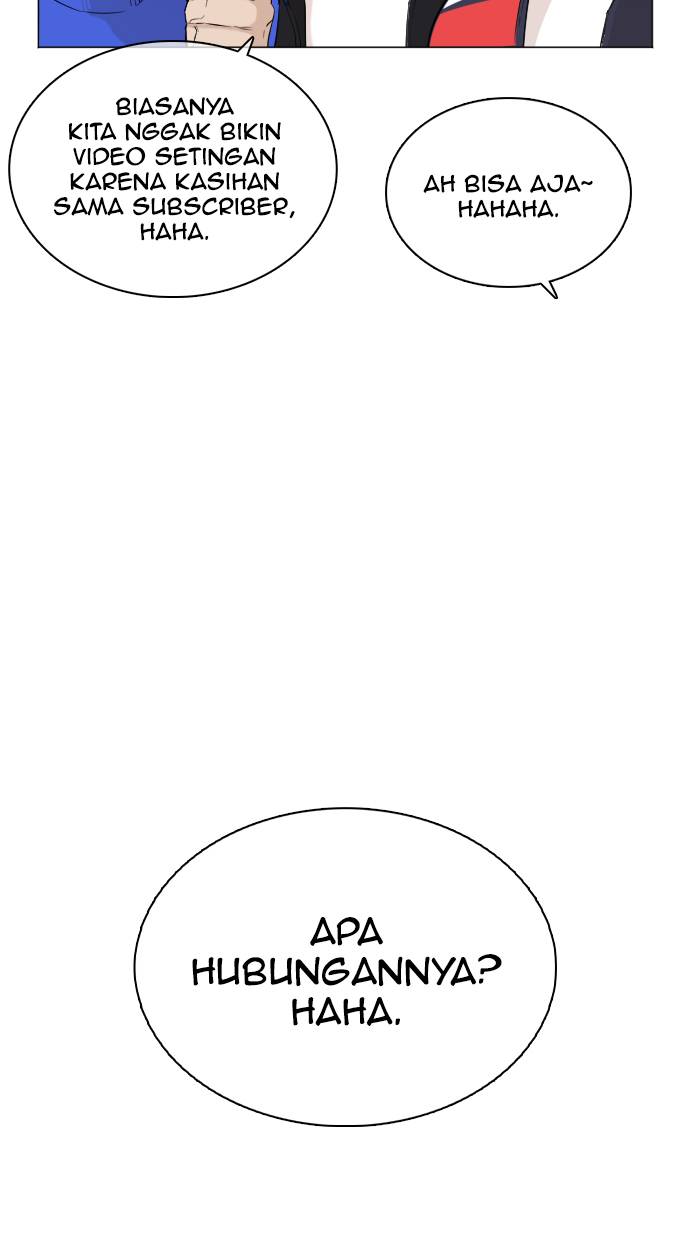 BIASANYA
KITA NGGAK BIKIN
VIDEO SETINGAN
KARENA KASIHAN
SAMA SUBSCRIBER,
HAHA.
AH BISA AJA~
HAHAHA.
APA
HUBUNGANNYA?
HAHA.